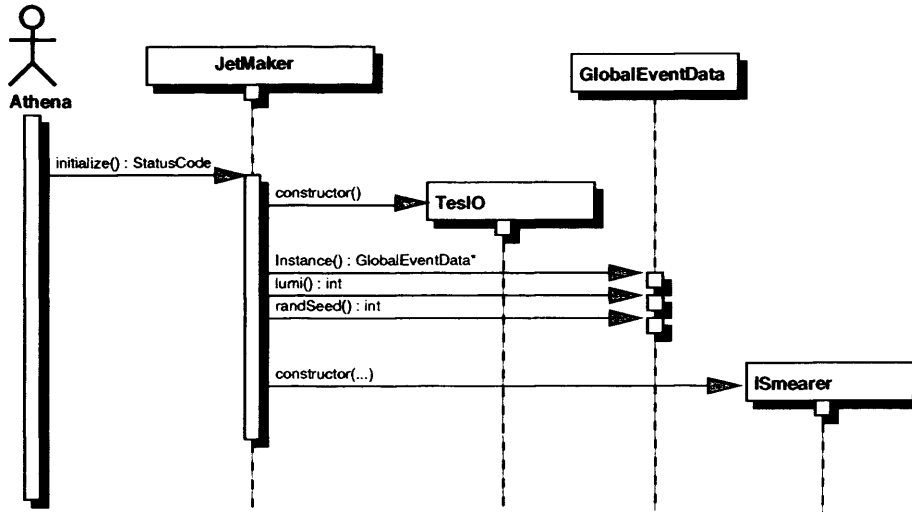 JetMaker
GlobalEventData
Athena
initialize() : StatusCode
constructor()
TesIO
Instance() : GlobalEventData*
lumi() : int
randSeed() : int
constructor(...)
ISmearer